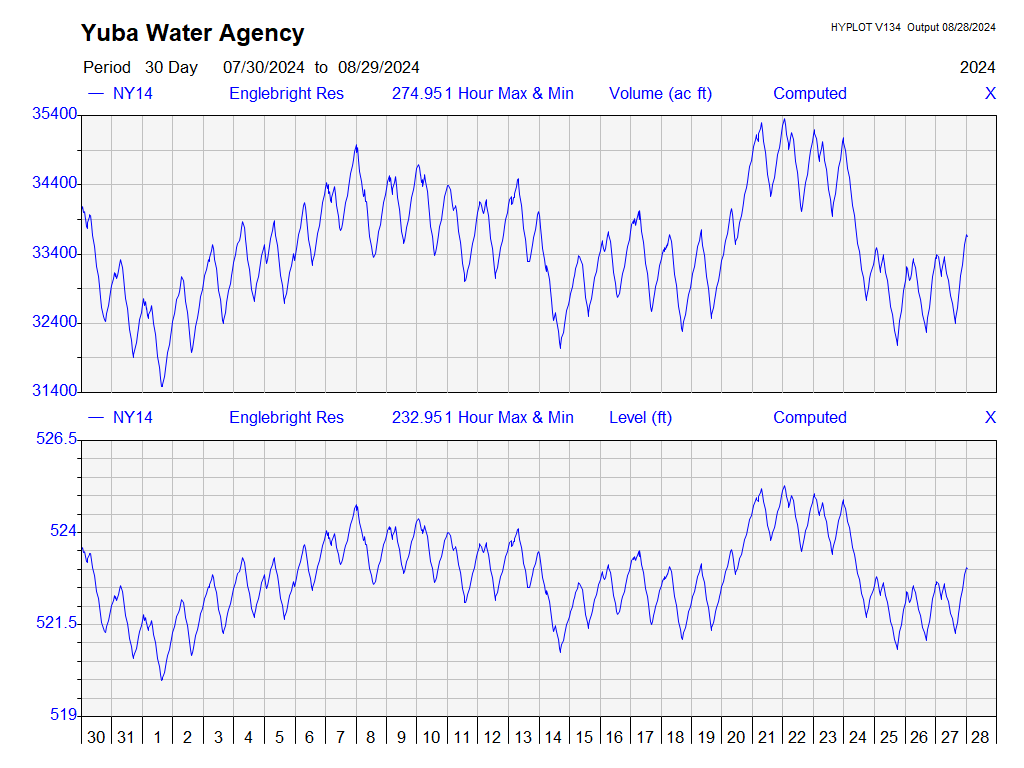 Yuba Water Agency
HYPLOT V134 Output 08/28/2024
Period 30 Day 07/30/2024 to 08/29/2024 2024
NY14 Englebright Res 274.951 Hour Max & Min Volume (ac ft) Computed X
35400
34400
33400
32400
31400
NY14 Englebright Res 232.951 Hour Max & Min Level (ft) Computed X
526.5
524
521.5
519
30 31 1 2 3 4 5 6 7 8 9 10 11 12 13 14 15 16 17 18 19 20 21 22 23 24 25 26 27 28